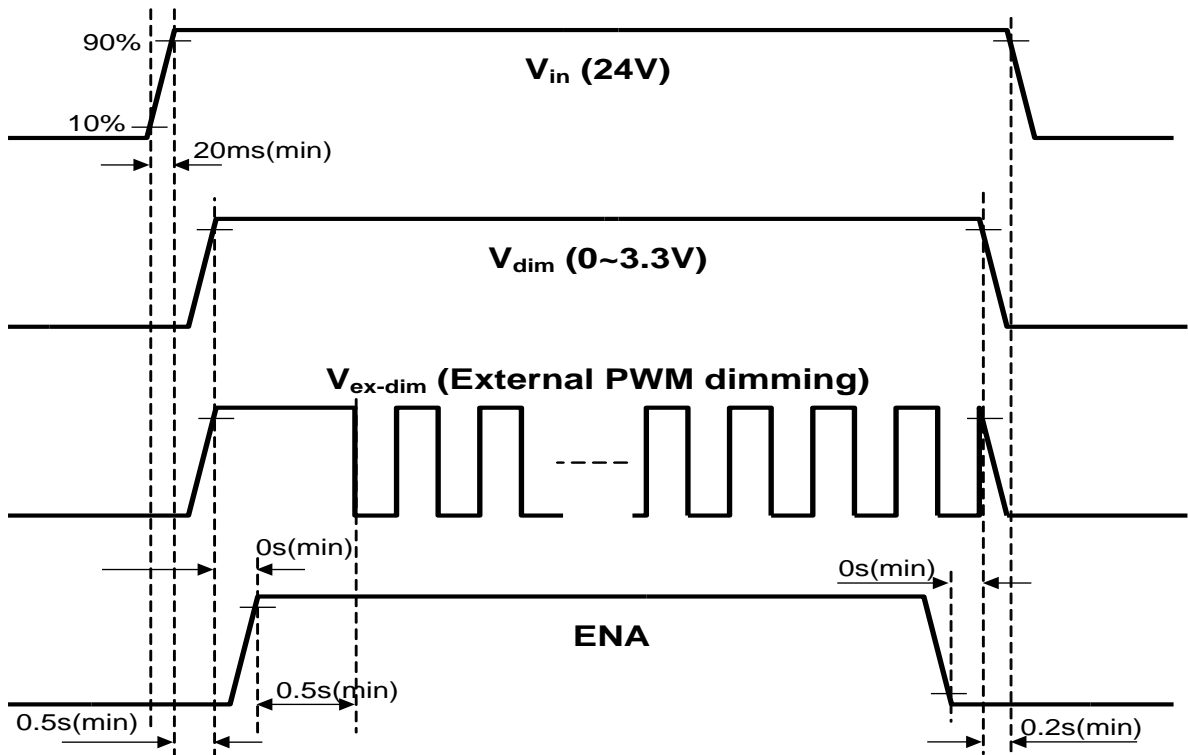 90%
V_in (24V)
10%
20ms(min)
V_dim (0~3.3V)
V_ex-dim (External PWM dimming)
0s(min)
0s(min)
ENA
0.5s(min)
0.5s(min)
0.2s(min)